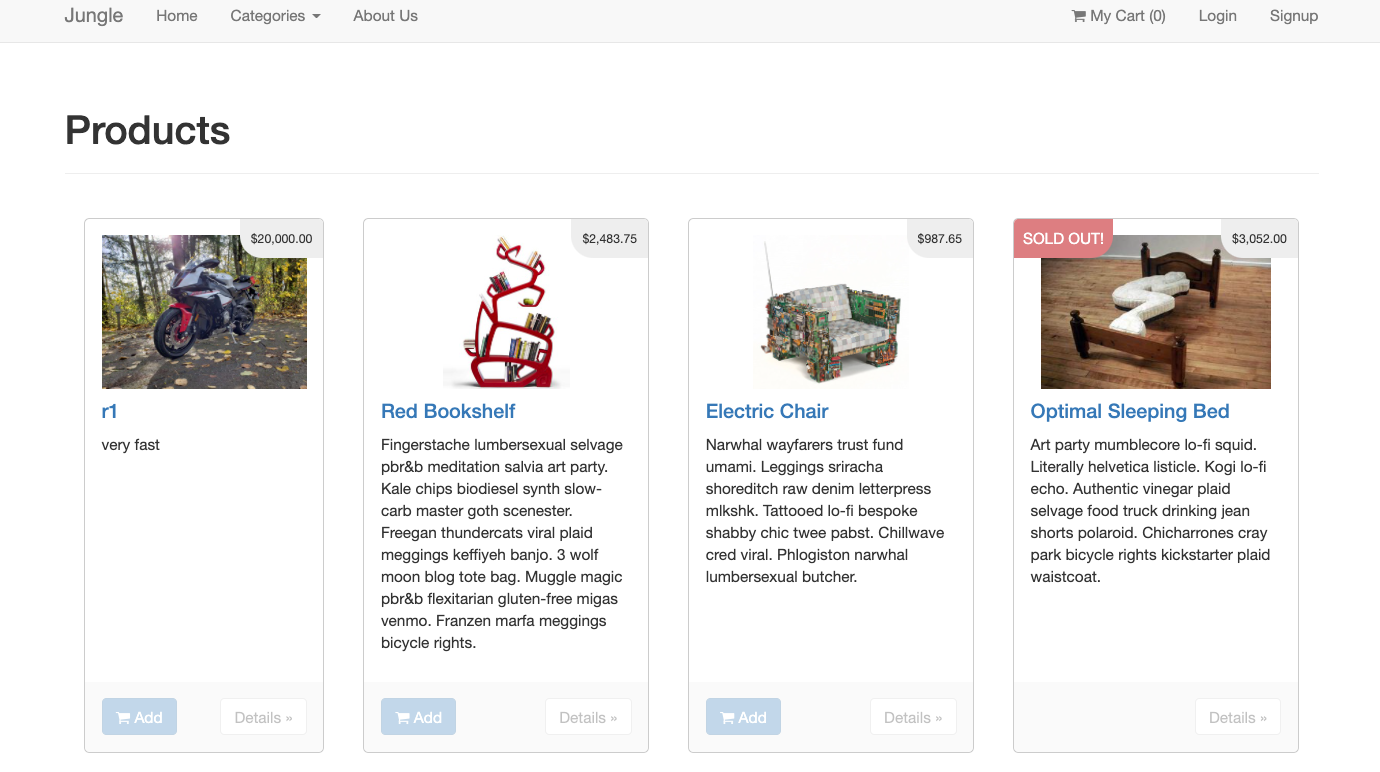 Jungle Home Categories About Us My Cart (0) Login Signup
Products
$20,000.00
r1
very fast
Add Details »
$2,483.75
Red Bookshelf
Fingerstache lumbersexual selvage
pbr&b meditation salvia art party.
Kale chips biodiesel synth slow-
carb master goth scenester.
Freegan thundercats viral plaid
meggings keffiyeh banjo. 3 wolf
moon blog tote bag. Muggle magic
pbr&b flexitarian gluten-free migas
venmo. Franzen marfa meggings
bicycle rights.
Add Details »
$987.65
Electric Chair
Narwhal wayfarers trust fund
umami. Leggings sriracha
shoreditch raw denim letterpress
mlkshk. Tattooed lo-fi bespoke
shabby chic twee pabst. Chillwave
cred viral. Phlogiston narwhal
lumbersexual butcher.
Add Details »
SOLD OUT! $3,052.00
Optimal Sleeping Bed
Art party mumblecore lo-fi squid.
Literally helvetica listicle. Kogi lo-fi
echo. Authentic vinegar plaid
selvage food truck drinking jean
shorts polaroid. Chicharrones cray
park bicycle rights kickstarter plaid
waistcoat.
Details »